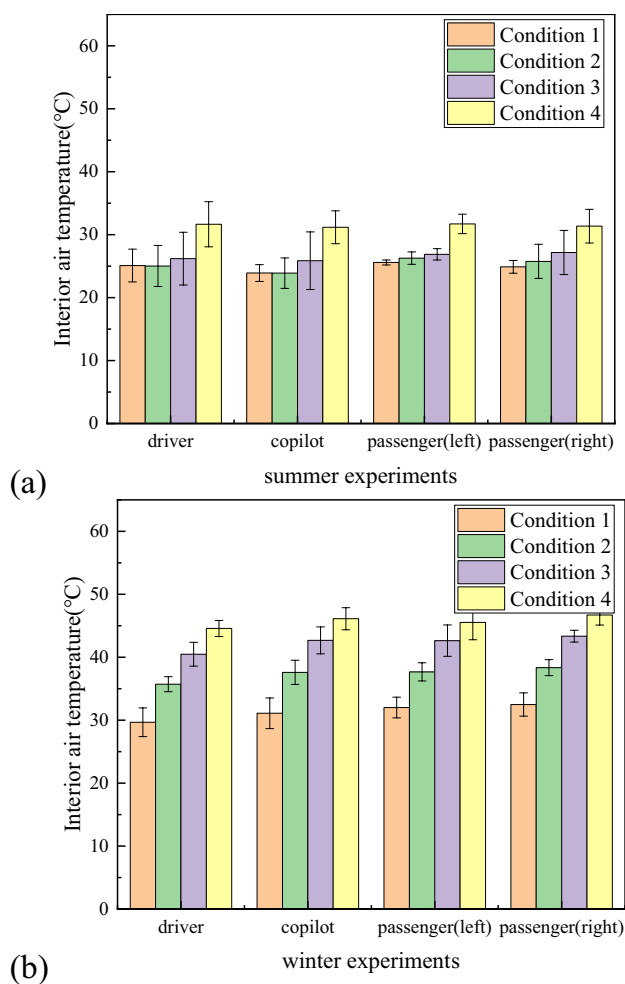 Condition 1
Condition 2
Condition 3
Condition 4
Interior air temperature(°C)
60
50
40
30
20
10
0
driver copilot passenger(left) passenger(right)
summer experiments
(a)
Condition 1
Condition 2
Condition 3
Condition 4
Interior air temperature(°C)
60
50
40
30
20
10
0
driver copilot passenger(left) passenger(right)
winter experiments
(b)